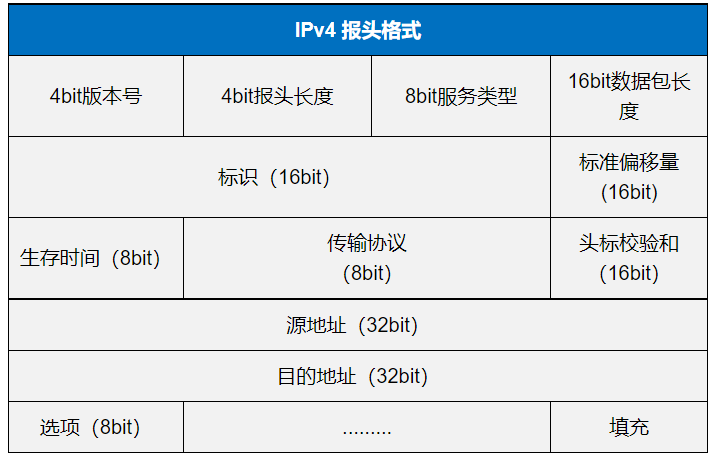 IPv4 报头格式
4bit版本号
4bit报头长度
8bit服务类型
16bit数据包长
度
标识（16bit）
标准偏移量
(16bit)
生存时间（8bit）
传输协议
（8bit）
头标校验和
（16bit）
源地址（32bit）
目的地址（32bit）
选项（8bit）
.........
填充